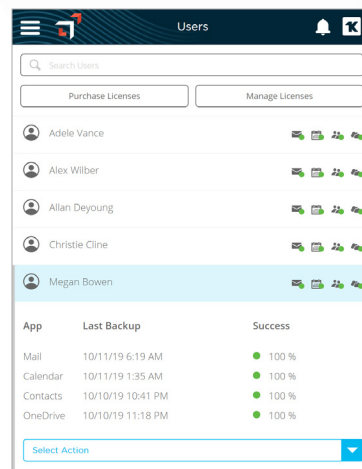 Users
K
Search Users
Purchase Licenses Manage Licenses
Adele Vance
Alex Wilber
Allan Deyoung
Christie Cline
Megan Bowen
App Last Backup Success
Mail 10/11/19 6:19 AM 100 %
Calendar 10/11/19 1:35 AM 100 %
Contacts 10/10/19 10:41 PM 100 %
OneDrive 10/10/19 11:18 PM 100 %
Select Action